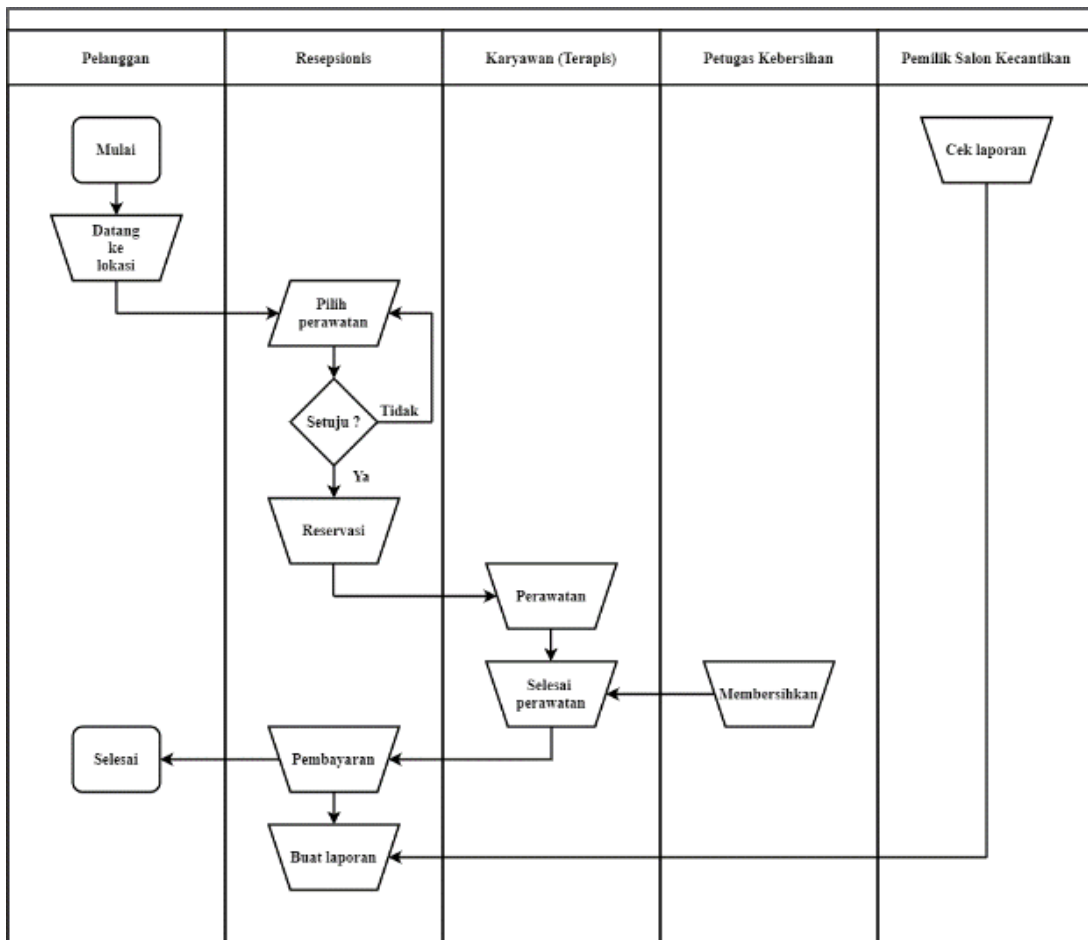 Pelanggan
Resepsionis
Karyawan (Terapis)
Petugas Kebersihan
Pemilik Salon Kecantikan
Mulai
Cek laporan
Datang
ke
lokasi
Pilih
perawatan
Setuju ?
Tidak
Ya
Reservasi
Perawatan
Selesai
perawatan
Membersihkan
Selesai
Pembayaran
Buat laporan